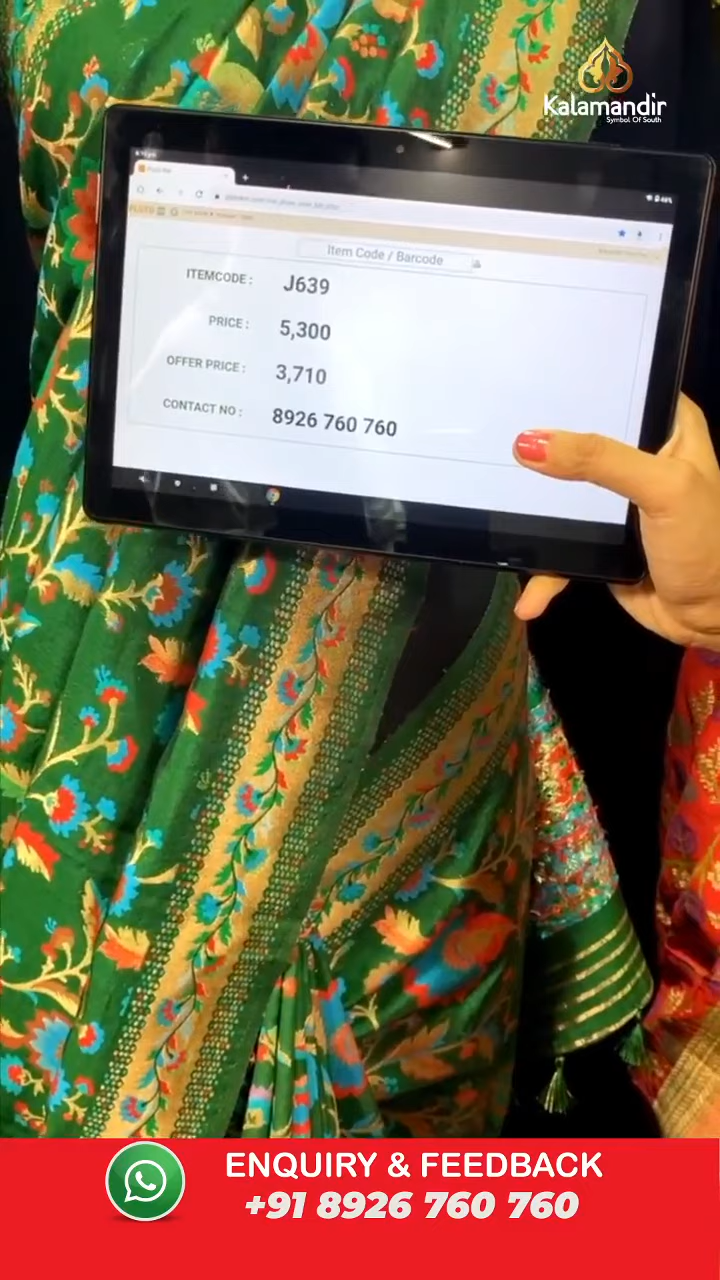 Kalamandir
Symbol Of South
Item Code / Barcode
ITEMCODE : J639
PRICE : 5,300
OFFER PRICE : 3,710
CONTACT NO : 8926 760 760
ENQUIRY & FEEDBACK
+91 8926 760 760